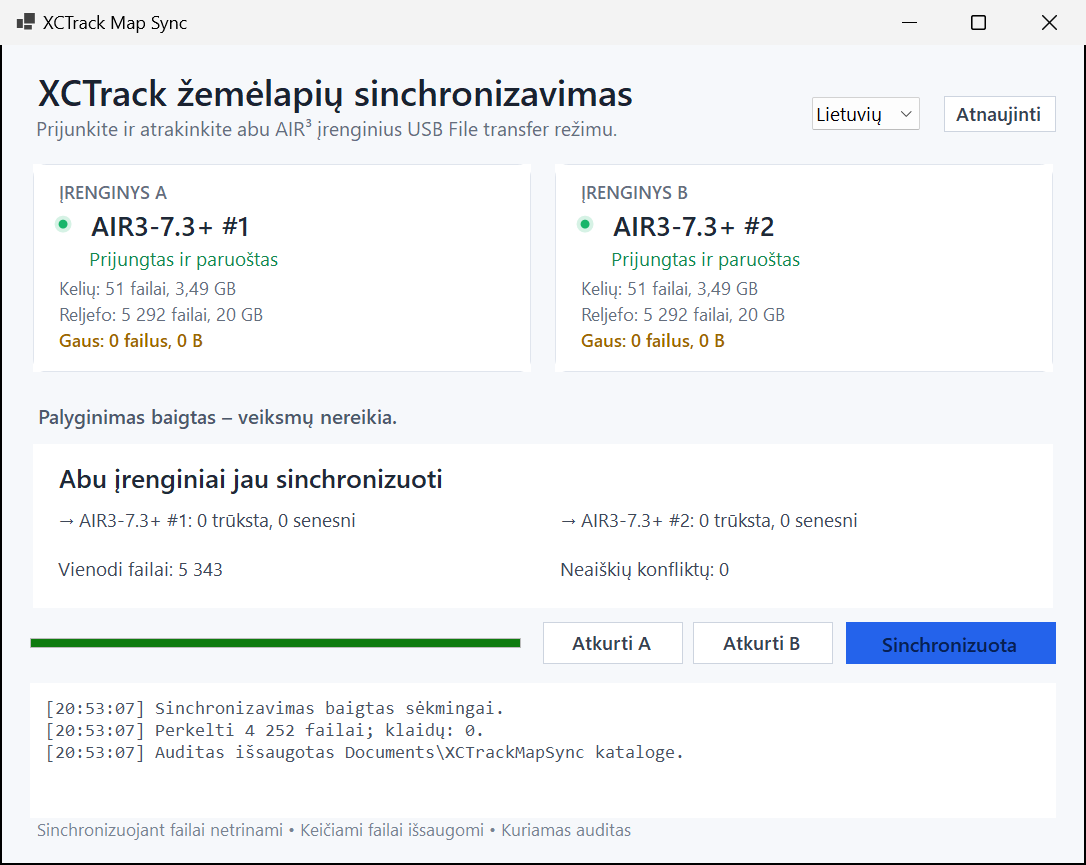 XCTrack Map Sync
XCTrack žemėlapių sinchronizavimas
Prijunkite ir atrakinkite abu AIR³ įrenginius USB File transfer režimu.
Lietuvių
Atnaujinti
ĮRENGINYS A
AIR3-7.3+ #1
Prijungtas ir paruoštas
Kelių: 51 failai, 3,49 GB
Reljefo: 5 292 failai, 20 GB
Gaus: 0 failus, 0 B
ĮRENGINYS B
AIR3-7.3+ #2
Prijungtas ir paruoštas
Kelių: 51 failai, 3,49 GB
Reljefo: 5 292 failai, 20 GB
Gaus: 0 failus, 0 B
Palyginimas baigtas – veiksmų nereikia.
Abu įrenginiai jau sinchronizuoti
→ AIR3-7.3+ #1: 0 trūksta, 0 senesni
→ AIR3-7.3+ #2: 0 trūksta, 0 senesni
Vienodi failai: 5 343
Neaiškių konfliktų: 0
Atkurti A
Atkurti B
Sinchronizuota
[20:53:07] Sinchronizavimas baigtas sėkmingai.
[20:53:07] Perkelti 4 252 failai; klaidų: 0.
[20:53:07] Auditas išsaugotas Documents\XCTrackMapSync kataloge.
Sinchronizuojant failai netrinami • Keičiami failai išsaugomi • Kuriamas auditas